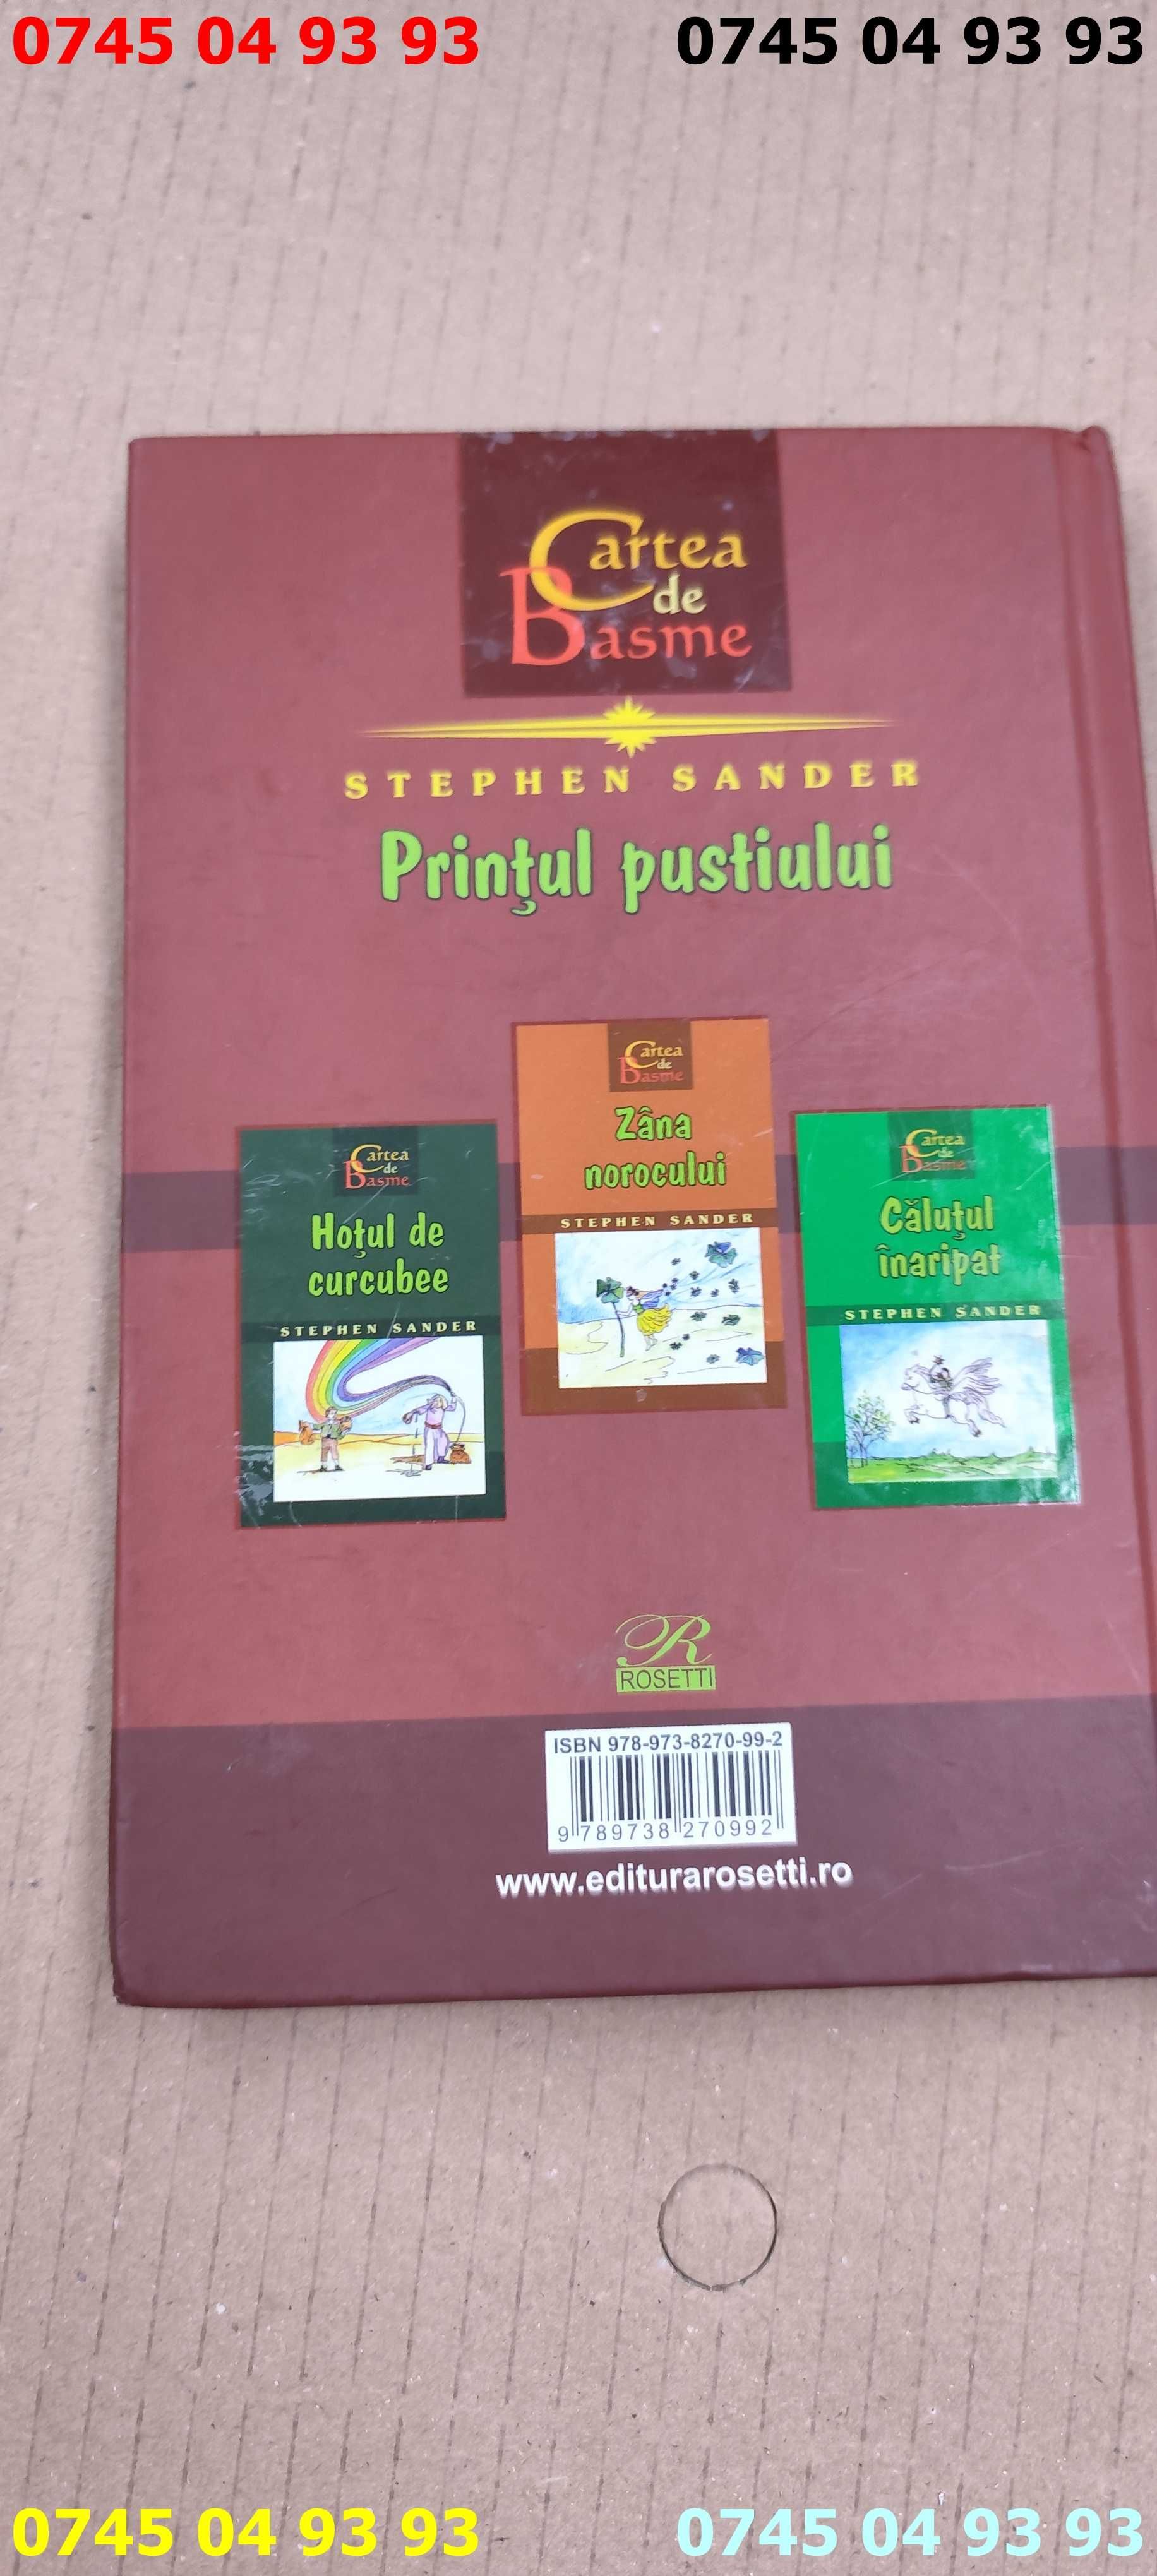 0745 04 93 93 0745 04 93 93
Cartea
de
Basme
STEPHEN SANDER
Prinţul pustiului
Cartea
de
Basme
Zâna
norocului
STEPHEN SANDER
Cartea
de
Basme
Hoţul de
curcubee
STEPHEN SANDER
Cartea
de
Basme
Căluţul
înaripat
STEPHEN SANDER
R
ROSETTI
ISBN 978-973-8270-99-2
9 789738 270992
www.editurarosetti.ro
0745 04 93 93 0745 04 93 93